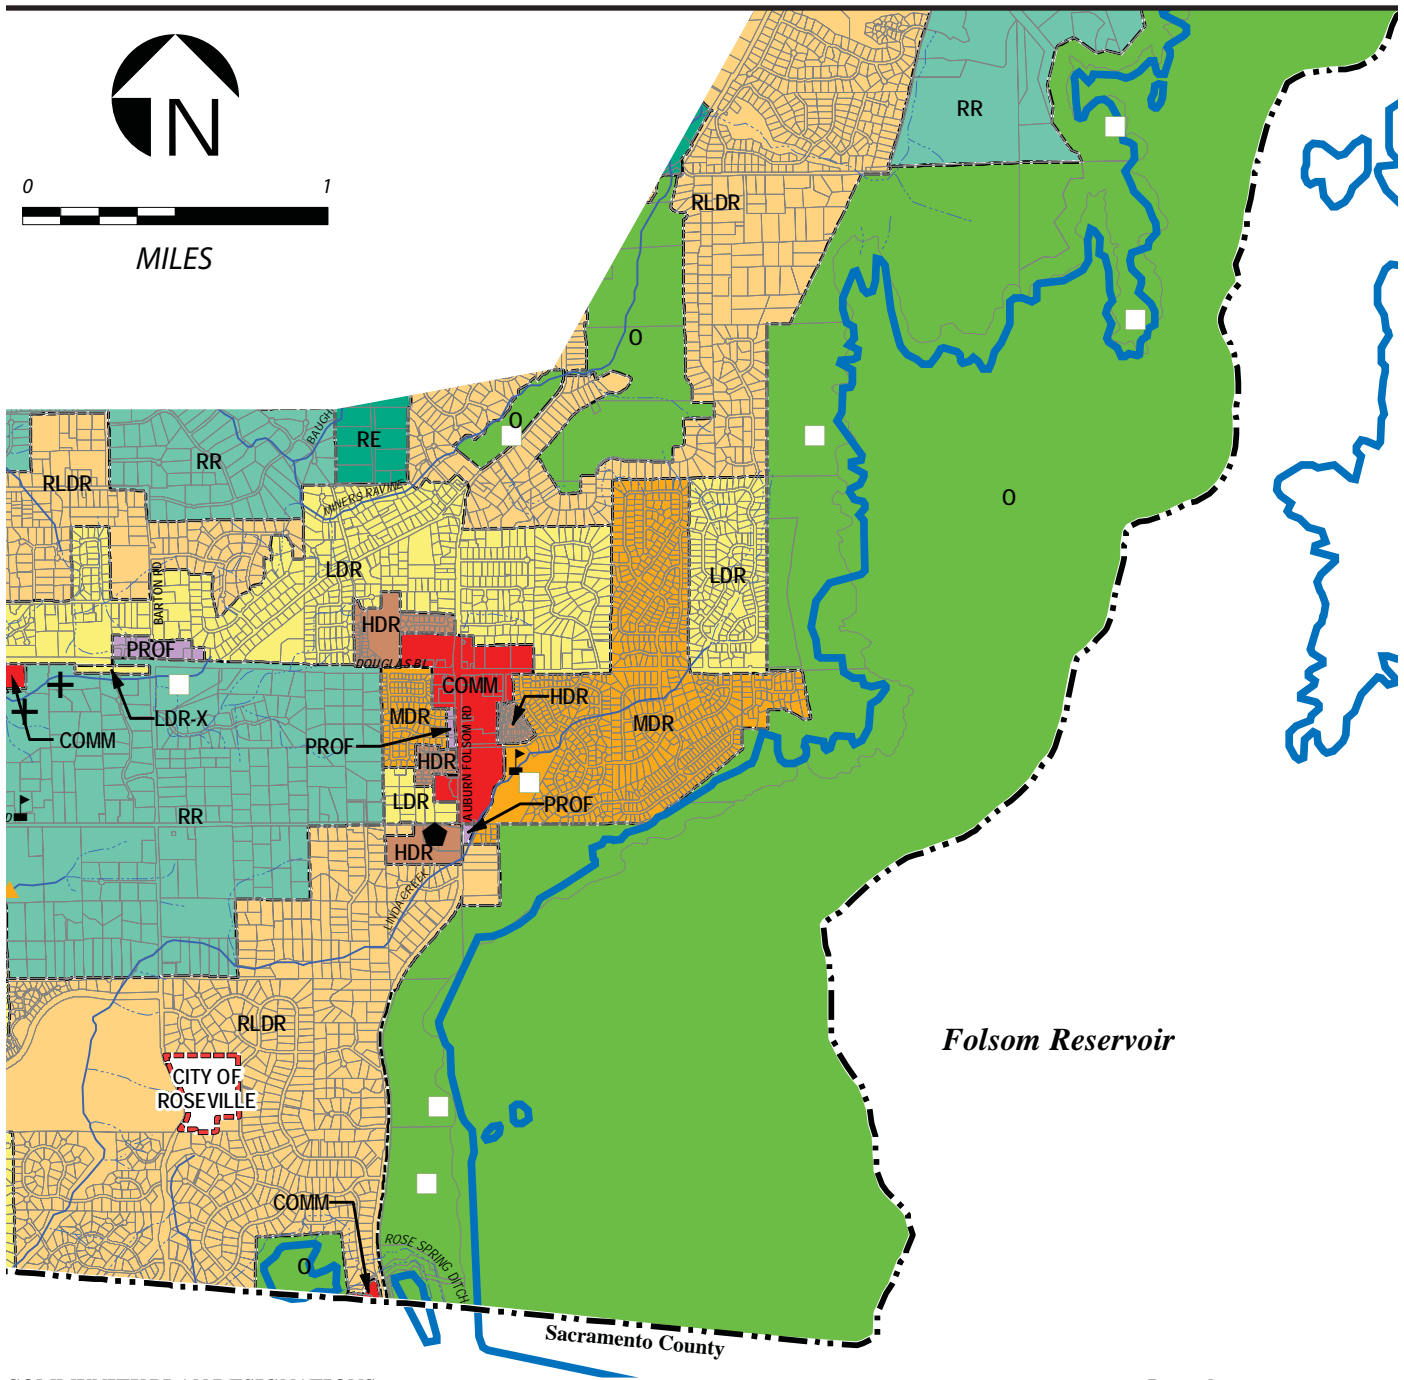 N
0 1
MILES
RR
RLDR
O
O
BAUGH
RE
RR
RLDR
MINERS RAVINE
O
LDR
LDR
BARTON RD
HDR
PROF
DOUGLAS BL
COMM
HDR
LDR-X
MDR
MDR
COMM
PROF
HDR
AUBURN FOLSOM RD
LDR
PROF
RR
HDR
LINDA CREEK
RLDR
Folsom Reservoir
CITY OF
ROSEVILLE
COMM
ROSE SPRING DITCH
O
Sacramento County